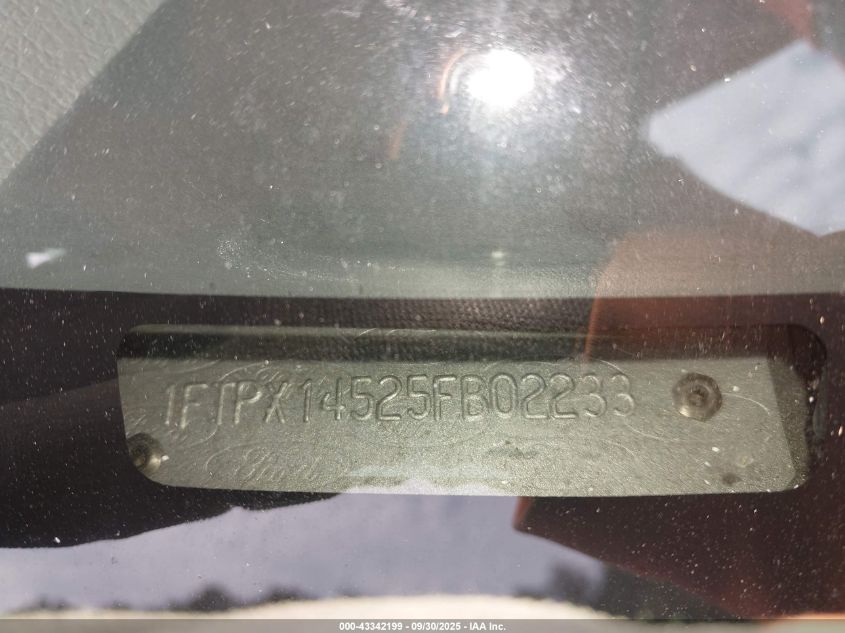 1FTPX14525FB02233
000-43342199 - 09/30/2025 - IAA Inc.